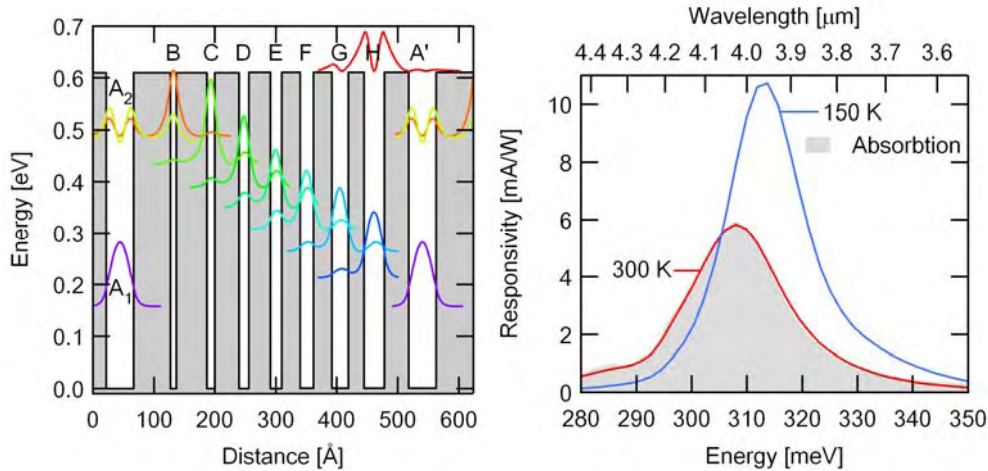 0.7
0.6
0.5
0.4
0.3
0.2
0.1
0.0
Energy [eV]
B C D E F G H A'
A2
A1
0 100 200 300 400 500 600
Distance [Å]
Wavelength [μm]
4.4 4.3 4.2 4.1 4.0 3.9 3.8 3.7 3.6
10
8
6
4
2
0
Responsivity [mA/W]
150 K
Absorbtion
300 K
280 290 300 310 320 330 340 350
Energy [meV]